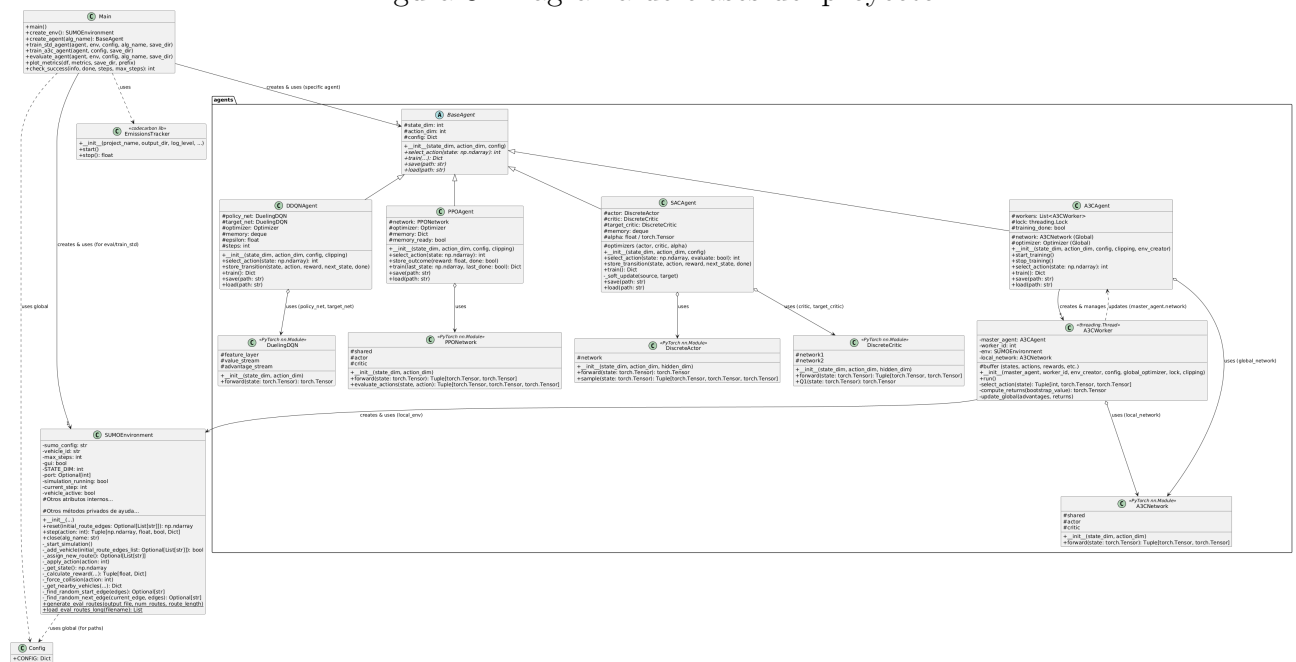 C Main
+main()
+create_env(): SUMOEnvironment
+create_agent(alg_name): BaseAgent
+train_std_agent(agent, env, config, alg_name, save_dir)
+train_a3c_agent(agent, config, save_dir)
+evaluate_agent(agent, env, config, alg_name, save_dir)
+plot_metrics(df, metrics, save_dir, prefix)
+check_success(info, done, steps, max_steps): int
uses
creates & uses (specific agent)
agents
«codecarbon lib»
C EmissionsTracker
+__init__(project_name, output_dir, log_level, ...)
+start()
+stop(): float
A BaseAgent
#state_dim: int
#action_dim: int
#config: Dict
+__init__(state_dim, action_dim, config)
+select_action(state: np.ndarray): int
+train(...): Dict
+save(path: str)
+load(path: str)
C DDQNAgent
#policy_net: DuelingDQN
#target_net: DuelingDQN
#optimizer: Optimizer
#memory: deque
#epsilon: float
#steps: int
+__init__(state_dim, action_dim, config, clipping)
+select_action(state: np.ndarray): int
+store_transition(state, action, reward, next_state, done)
+train(): Dict
+save(path: str)
+load(path: str)
C PPOAgent
#network: PPONetwork
#optimizer: Optimizer
#memory: Dict
#memory_ready: bool
+__init__(state_dim, action_dim, config, clipping)
+select_action(state: np.ndarray): int
+store_outcome(reward: float, done: bool)
+train(last_state: np.ndarray, last_done: bool): Dict
+save(path: str)
+load(path: str)
C SACAgent
#actor: DiscreteActor
#critic: DiscreteCritic
#target_critic: DiscreteCritic
#memory: deque
#alpha: float / torch.Tensor
#optimizers (actor, critic, alpha)
+__init__(state_dim, action_dim, config)
+select_action(state: np.ndarray, evaluate: bool): int
+store_transition(state, action, reward, next_state, done)
+train(): Dict
-_soft_update(source, target)
+save(path: str)
+load(path: str)
C A3CAgent
#workers: List<A3CWorker>
#lock: threading.Lock
#training_done: bool
#network: A3CNetwork (Global)
#optimizer: Optimizer (Global)
+__init__(state_dim, action_dim, config, clipping, env_creator)
+start_training()
+stop_training()
+select_action(state: np.ndarray): int
+train(): Dict
+save(path: str)
+load(path: str)
creates & uses (for eval/train_std)
uses global
uses (policy_net, target_net)
uses
uses
uses (critic, target_critic)
creates & manages
updates (master_agent.network)
uses (global_network)
«PyTorch nn.Module»
C DuelingDQN
#feature_layer
#value_stream
#advantage_stream
+__init__(state_dim, action_dim)
+forward(state: torch.Tensor): torch.Tensor
«PyTorch nn.Module»
C PPONetwork
#shared
#actor
#critic
+__init__(state_dim, action_dim)
+forward(state: torch.Tensor): Tuple[torch.Tensor, torch.Tensor]
+evaluate_actions(state, action): Tuple[torch.Tensor, torch.Tensor, torch.Tensor]
«PyTorch nn.Module»
C DiscreteActor
#network
+__init__(state_dim, action_dim, hidden_dim)
+forward(state: torch.Tensor): torch.Tensor
+sample(state: torch.Tensor): Tuple[torch.Tensor, torch.Tensor, torch.Tensor]
«PyTorch nn.Module»
C DiscreteCritic
#network1
#network2
+__init__(state_dim, action_dim, hidden_dim)
+forward(state: torch.Tensor): Tuple[torch.Tensor, torch.Tensor]
+Q1(state: torch.Tensor): torch.Tensor
«threading.Thread»
C A3CWorker
-master_agent: A3CAgent
-worker_id: int
-env: SUMOEnvironment
-local_network: A3CNetwork
#buffer (states, actions, rewards, etc.)
+__init__(master_agent, worker_id, env_creator, config, global_optimizer, lock, clipping)
+run()
-select_action(state): Tuple[int, torch.Tensor, torch.Tensor]
-compute_returns(bootstrap_value): torch.Tensor
-update_global(advantages, returns)
creates & uses (local_env)
uses (local_network)
C SUMOEnvironment
-sumo_config: str
-vehicle_id: str
-max_steps: int
-gui: bool
-STATE_DIM: int
-port: Optional[int]
-simulation_running: bool
-current_step: int
-vehicle_active: bool
#Otros atributos internos...
#Otros métodos privados de ayuda...
+__init__(...)
+reset(initial_route_edges: Optional[List[str]]): np.ndarray
+step(action: int): Tuple[np.ndarray, float, bool, Dict]
+close(alg_name: str)
-_start_simulation()
-_add_vehicle(initial_route_edges_list: Optional[List[str]]): bool
-_assign_new_route(): Optional[List[str]]
-_apply_action(action: int)
-_get_state(): np.ndarray
-_calculate_reward(...): Tuple[float, Dict]
-_force_collision(action: int)
-_get_nearby_vehicles(...): Dict
-_find_random_start_edge(edges): Optional[str]
-_find_random_next_edge(current_edge, edges): Optional[str]
+generate_eval_routes(output_file, num_routes, route_length)
+load_eval_routes_long(filename): List
«PyTorch nn.Module»
C A3CNetwork
#shared
#actor
#critic
+__init__(state_dim, action_dim)
+forward(state: torch.Tensor): Tuple[torch.Tensor, torch.Tensor]
uses global (for paths)
C Config
+CONFIG: Dict